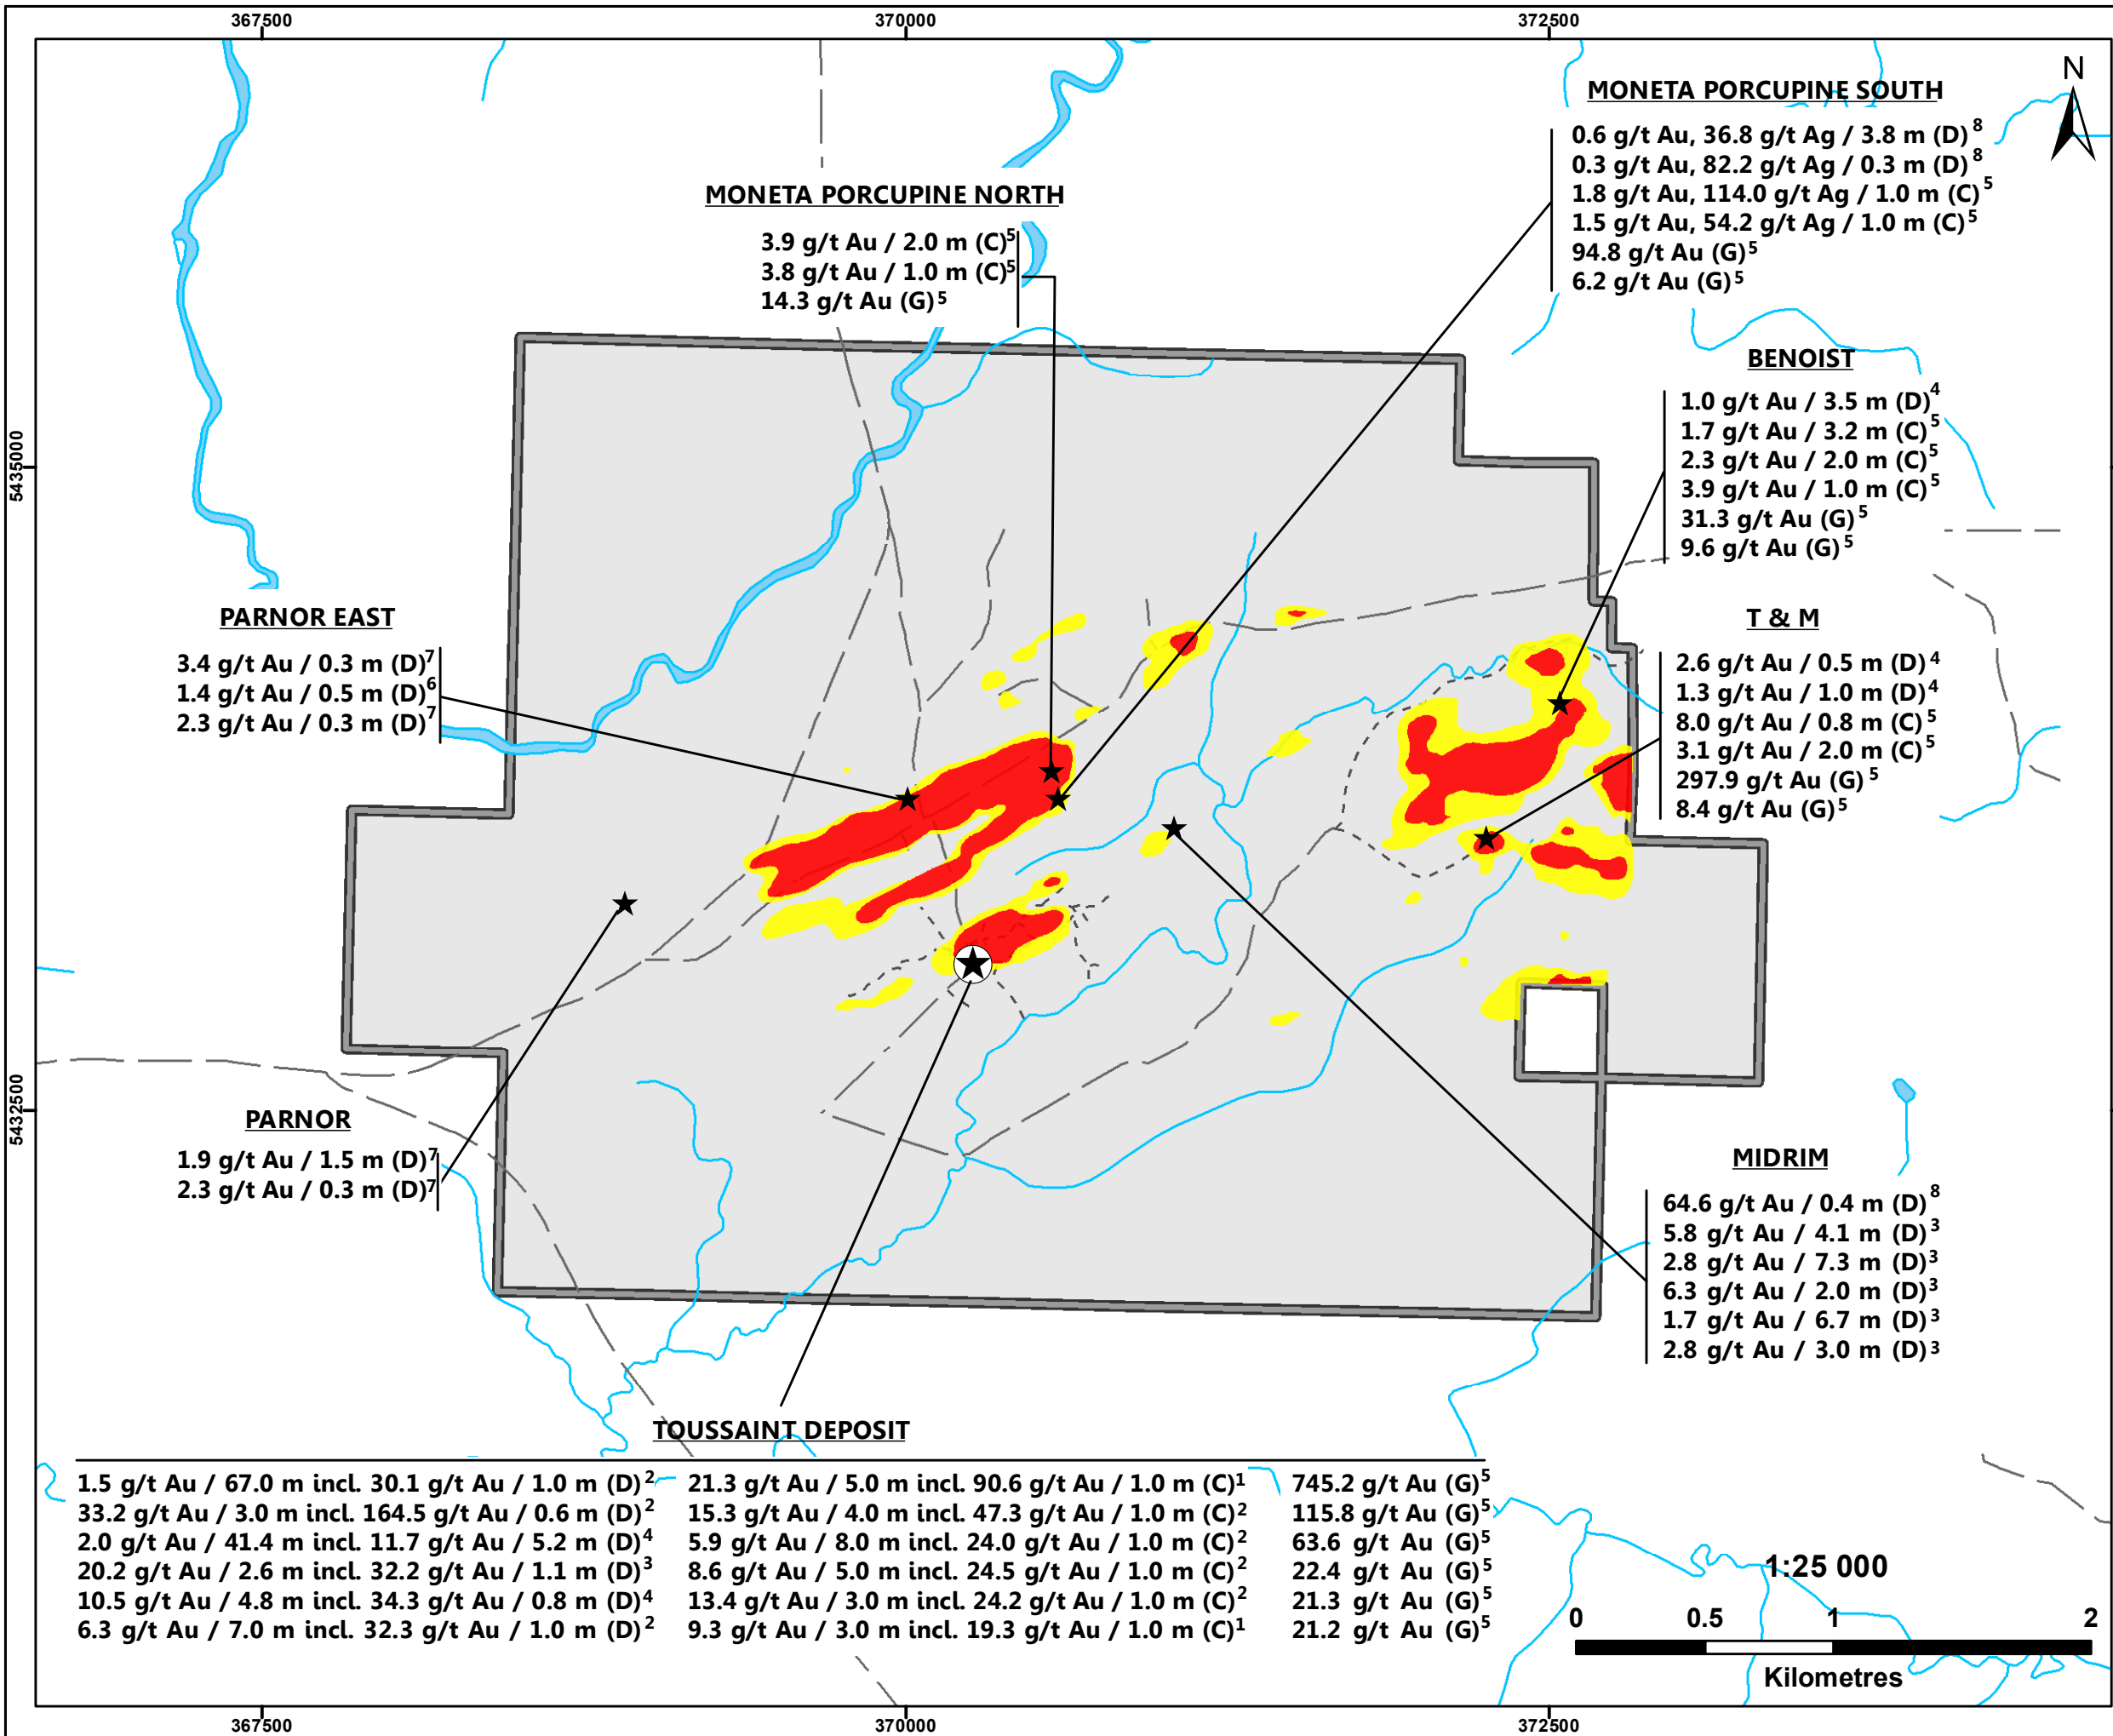 367500
370000
372500
N
MONETA PORCUPINE SOUTH
0.6 g/t Au, 36.8 g/t Ag / 3.8 m (D)8
0.3 g/t Au, 82.2 g/t Ag / 0.3 m (D)8
1.8 g/t Au, 114.0 g/t Ag / 1.0 m (C)5
1.5 g/t Au, 54.2 g/t Ag / 1.0 m (C)5
94.8 g/t Au (G)5
6.2 g/t Au (G)5
MONETA PORCUPINE NORTH
3.9 g/t Au / 2.0 m (C)5
3.8 g/t Au / 1.0 m (C)5
14.3 g/t Au (G)5
BENOIST
1.0 g/t Au / 3.5 m (D)4
1.7 g/t Au / 3.2 m (C)5
2.3 g/t Au / 2.0 m (C)5
3.9 g/t Au / 1.0 m (C)5
31.3 g/t Au (G)5
9.6 g/t Au (G)5
5435000
PARNOR EAST
3.4 g/t Au / 0.3 m (D)7
1.4 g/t Au / 0.5 m (D)6
2.3 g/t Au / 0.3 m (D)7
T & M
2.6 g/t Au / 0.5 m (D)4
1.3 g/t Au / 1.0 m (D)4
8.0 g/t Au / 0.8 m (C)5
3.1 g/t Au / 2.0 m (C)5
297.9 g/t Au (G)5
8.4 g/t Au (G)5
5432500
PARNOR
1.9 g/t Au / 1.5 m (D)7
2.3 g/t Au / 0.3 m (D)7
MIDRIM
64.6 g/t Au / 0.4 m (D)8
5.8 g/t Au / 4.1 m (D)3
2.8 g/t Au / 7.3 m (D)3
6.3 g/t Au / 2.0 m (D)3
1.7 g/t Au / 6.7 m (D)3
2.8 g/t Au / 3.0 m (D)3
TOUSSAINT DEPOSIT
1.5 g/t Au / 67.0 m incl. 30.1 g/t Au / 1.0 m (D)2
33.2 g/t Au / 3.0 m incl. 164.5 g/t Au / 0.6 m (D)2
2.0 g/t Au / 41.4 m incl. 11.7 g/t Au / 5.2 m (D)4
20.2 g/t Au / 2.6 m incl. 32.2 g/t Au / 1.1 m (D)3
10.5 g/t Au / 4.8 m incl. 34.3 g/t Au / 0.8 m (D)4
6.3 g/t Au / 7.0 m incl. 32.3 g/t Au / 1.0 m (D)2
21.3 g/t Au / 5.0 m incl. 90.6 g/t Au / 1.0 m (C)1
15.3 g/t Au / 4.0 m incl. 47.3 g/t Au / 1.0 m (C)2
5.9 g/t Au / 8.0 m incl. 24.0 g/t Au / 1.0 m (C)2
8.6 g/t Au / 5.0 m incl. 24.5 g/t Au / 1.0 m (C)2
13.4 g/t Au / 3.0 m incl. 24.2 g/t Au / 1.0 m (C)2
9.3 g/t Au / 3.0 m incl. 19.3 g/t Au / 1.0 m (C)1
745.2 g/t Au (G)5
115.8 g/t Au (G)5
63.6 g/t Au (G)5
22.4 g/t Au (G)5
21.3 g/t Au (G)5
21.2 g/t Au (G)5
1:25 000
0 0.5 1 2
Kilometres
367500
370000
372500